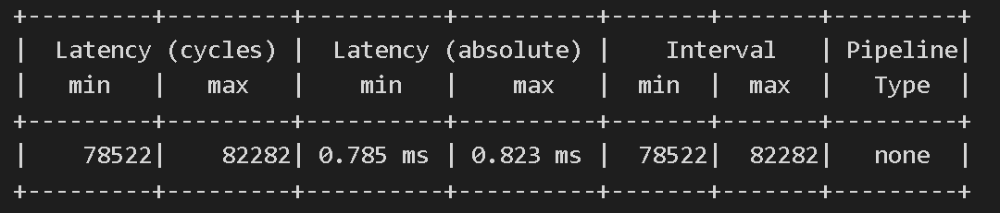 +---------+---------+----------+----------+-------+-------+---------+
|  Latency (cycles) |  Latency (absolute) |    Interval   | Pipeline|
|   min   |   max   |    min   |    max   |  min  |  max  |   Type  |
+---------+---------+----------+----------+-------+-------+---------+
|    78522|    82282| 0.785 ms | 0.823 ms |  78522|  82282|   none  |
+---------+---------+----------+----------+-------+-------+---------+